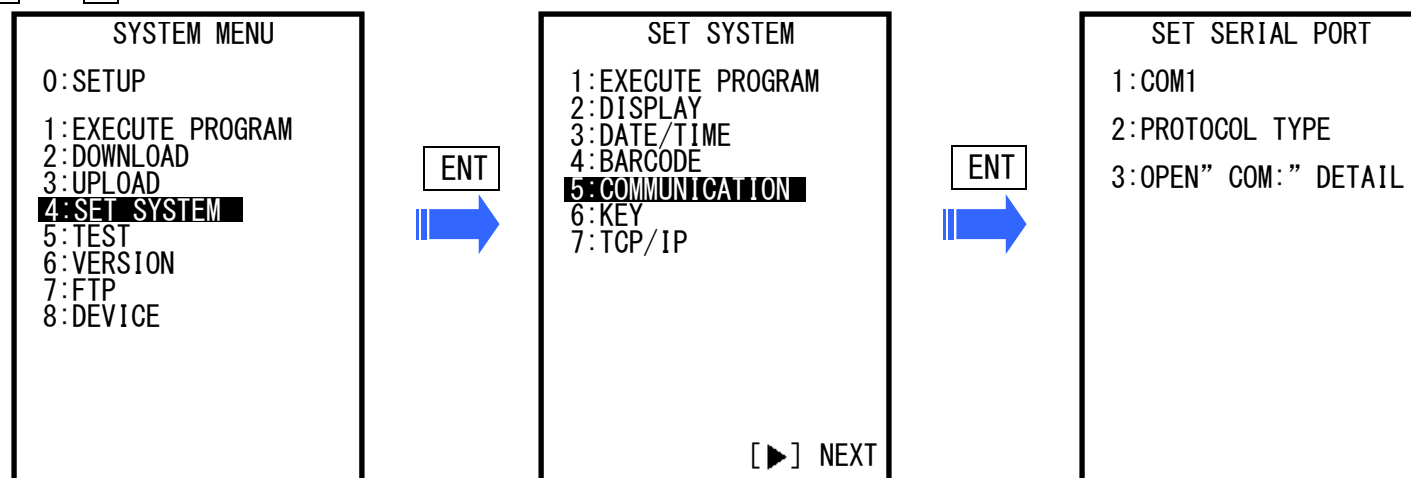 SYSTEM MENU
0:SETUP
1:EXECUTE PROGRAM
2:DOWNLOAD
3:UPLOAD
4:SET SYSTEM
5:TEST
6:VERSION
7:FTP
8:DEVICE
ENT
SET SYSTEM
1:EXECUTE PROGRAM
2:DISPLAY
3:DATE/TIME
4:BARCODE
5:COMMUNICATION
6:KEY
7:TCP/IP
[▶] NEXT
ENT
SET SERIAL PORT
1:COM1
2:PROTOCOL TYPE
3:OPEN” COM:” DETAIL